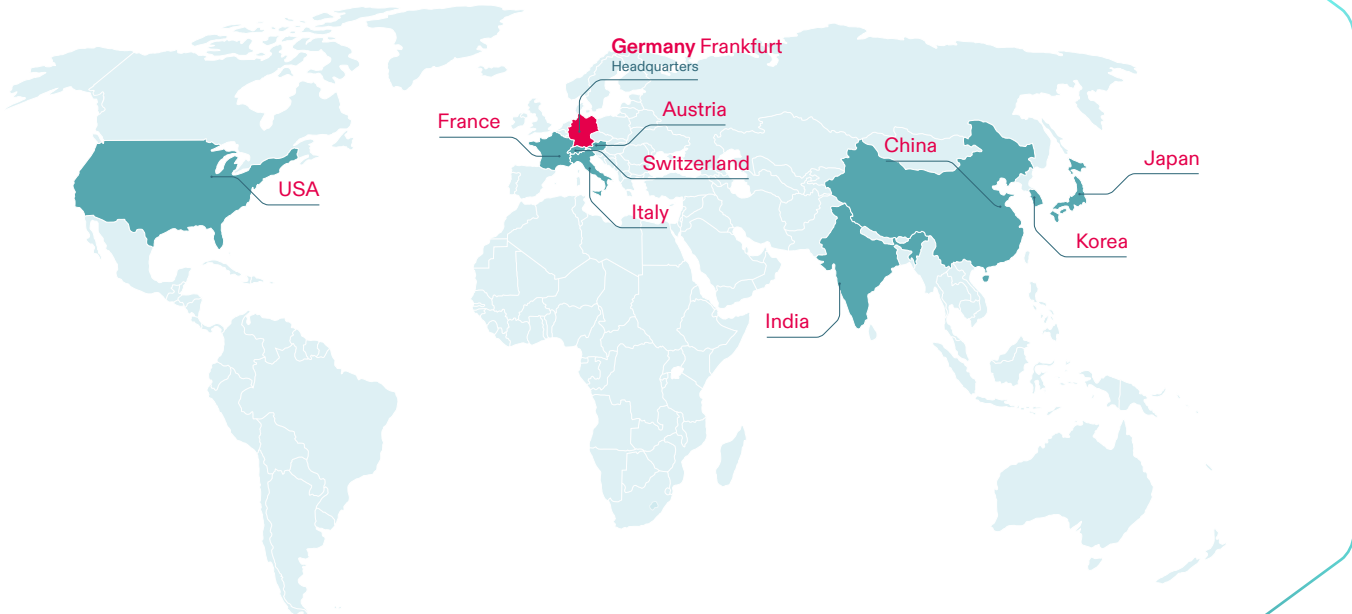 Germany Frankfurt
Headquarters
Austria
France
China
Japan
Switzerland
USA
Italy
Korea
India